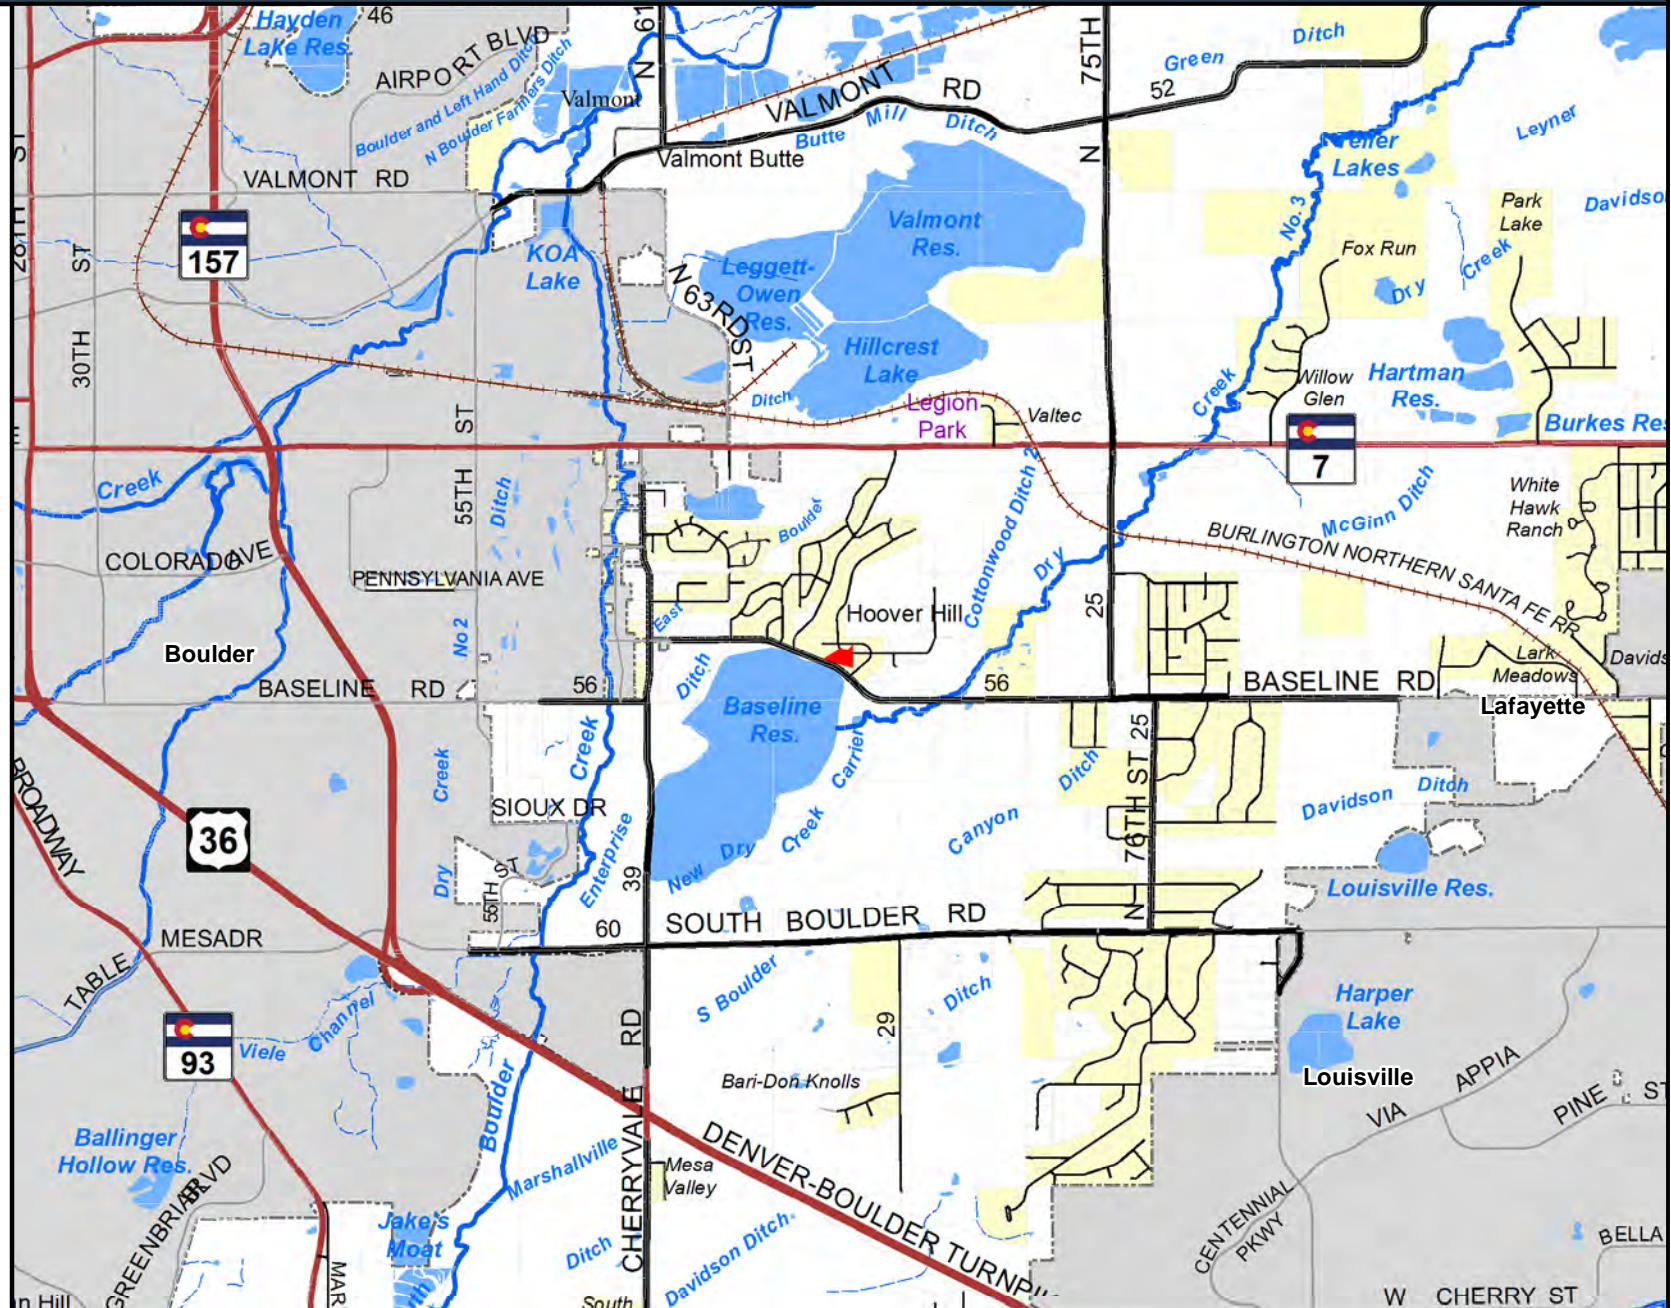 Hayden
Lake Res.
46
AIRPORT BLVD
Boulder and Left Hand Ditch
N Boulder Farmers Ditch
Valmont
N 61
VALMONT RD
Butte Mill Ditch
75TH
N
52
Green Ditch
Leyner
Lakes
Valmont Butte
VALMONT RD
28TH
ST
157
ST
30TH
KOA
Lake
N 63RD ST
Leggett-
Owen
Res.
Valmont
Res.
Hillcrest
Lake
Ditch
Legion
Park
Valtec
No. 3
Creek
Fox Run
Park
Lake
Dry Creek
Willow
Glen
Hartman
Res.
Burkes Res
7
Creek
55TH
ST
Ditch
No 2
COLORADO AVE
PENNSYLVANIA AVE
Boulder
BASELINE RD
56
East
Boulder
Ditch
Hoover Hill
Cottonwood Ditch 2
Dry
25
McGinn Ditch
White
Hawk
Ranch
BURLINGTON NORTHERN SANTA FE RR
Lark
Meadows
Davids
56
BASELINE RD
Lafayette
Baseline
Res.
Carrier
Creek
Dry
New
Creek
Dry
Creek
SIOUX DR
55TH ST
Enterprise
39
36
BROADWAY
Canyon
Ditch
25
76TH ST
N
Davidson Ditch
Louisville Res.
60
SOUTH BOULDER RD
MESADR
TABLE
93
Viele
Channel
S Boulder
Ditch
29
RD
CHERRYVALE
Bari-Don Knolls
Harper
Lake
Louisville
VIA APPIA
PINE ST
Ballinger
Hollow Res.
GREENBRIAR
BLVD
Boulder
Marshallville
Ditch
Mesa
Valley
DENVER-BOULDER
Davidson Ditch
Jake's
Moat
CENTENNIAL
PKWY
BELLA
W CHERRY ST
South